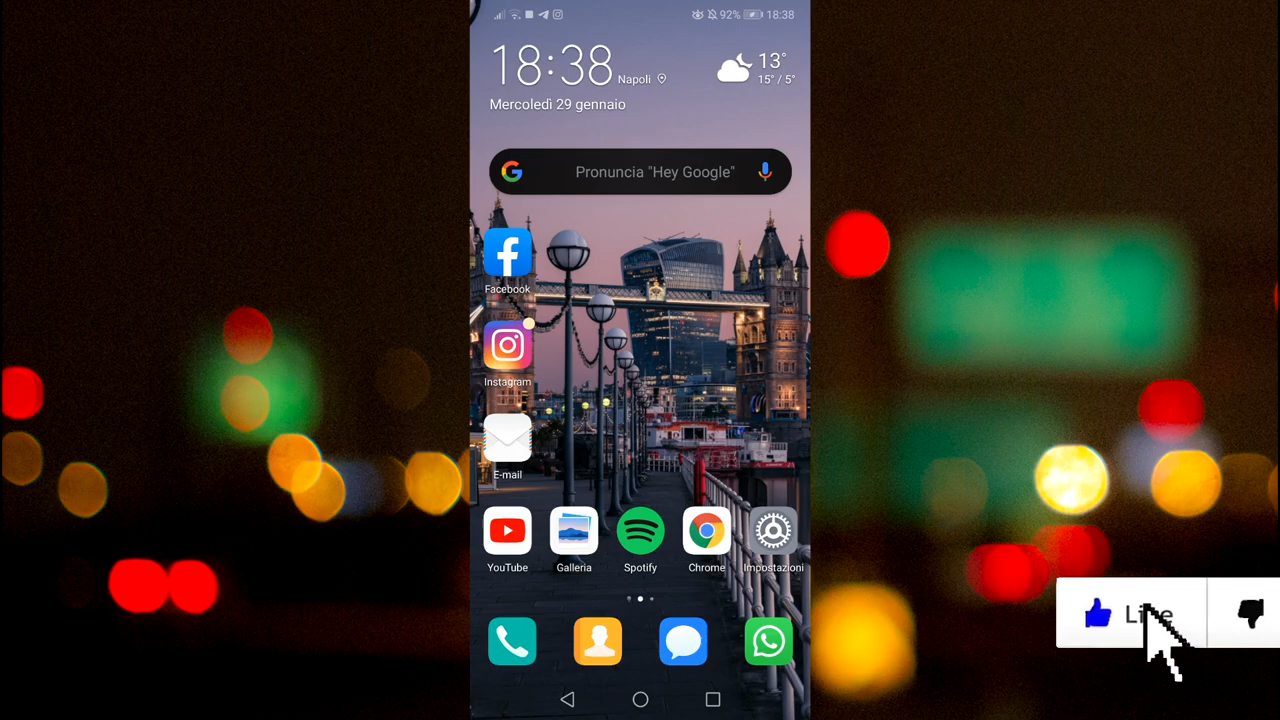 92% 18:38
18:38 Napoli 13°
15° / 5°
Mercoledì 29 gennaio
Pronuncia "Hey Google"
Facebook
Instagram
E-mail
YouTube Galleria Spotify Chrome Impostazioni